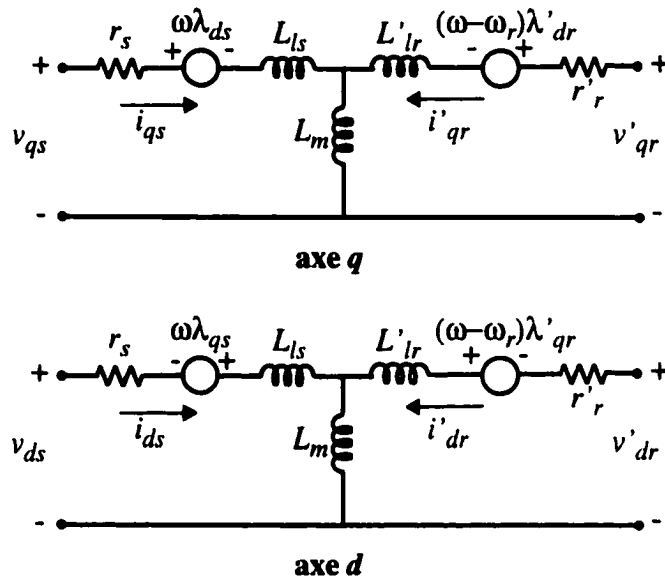 r_s + ωλ_ds - L_ls L'_lr (ω−ω_r)λ'_dr - +
+ i_qs L_m i'_qr r'_r +
v_qs v'_qr
- -
axe q
r_s - ωλ_qs + L_ls L'_lr (ω−ω_r)λ'_qr + -
+ i_ds L_m i'_dr r'_r +
v_ds v'_dr
- -
axe d